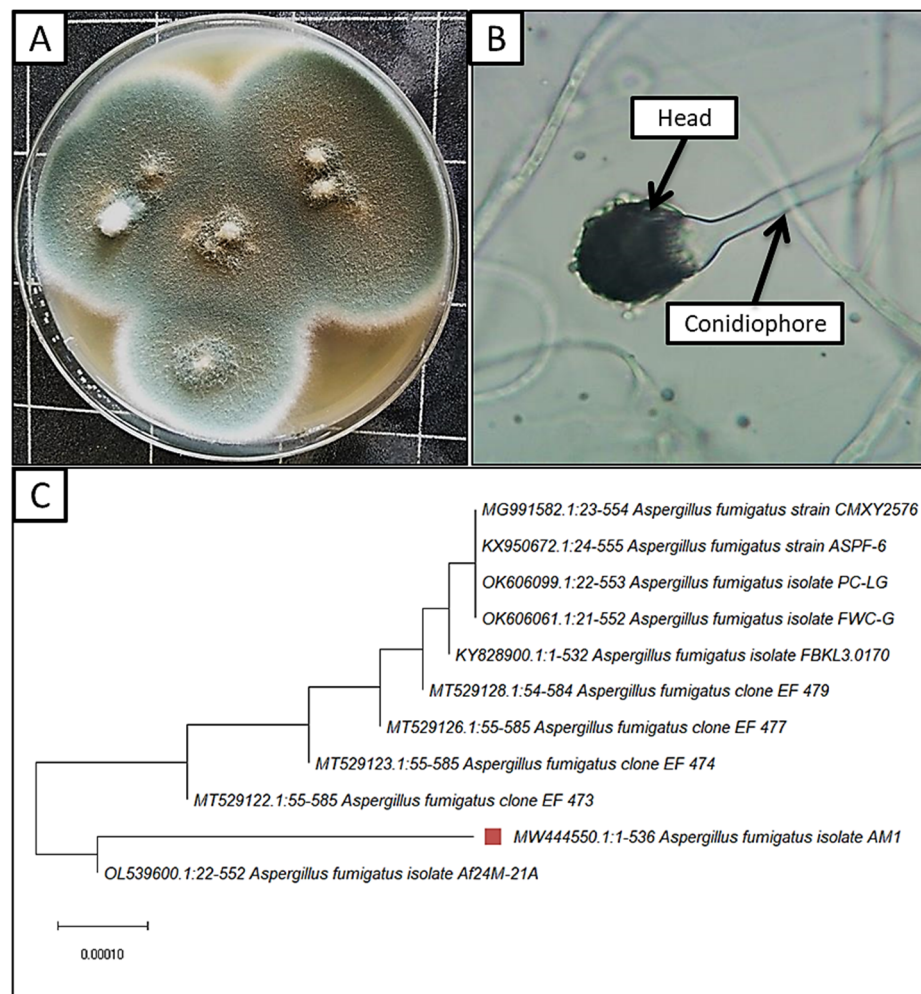 A
B
Head
Conidiophore
C
MG991582.1:23-554 Aspergillus fumigatus strain CMXY2576
KX950672.1:24-555 Aspergillus fumigatus strain ASPF-6
OK606099.1:22-553 Aspergillus fumigatus isolate PC-LG
OK606061.1:21-552 Aspergillus fumigatus isolate FWC-G
KY828900.1:1-532 Aspergillus fumigatus isolate FBKL3.0170
MT529128.1:54-584 Aspergillus fumigatus clone EF 479
MT529126.1:55-585 Aspergillus fumigatus clone EF 477
MT529123.1:55-585 Aspergillus fumigatus clone EF 474
MT529122.1:55-585 Aspergillus fumigatus clone EF 473
MW444550.1:1-536 Aspergillus fumigatus isolate AM1
OL539600.1:22-552 Aspergillus fumigatus isolate Af24M-21A
0.00010